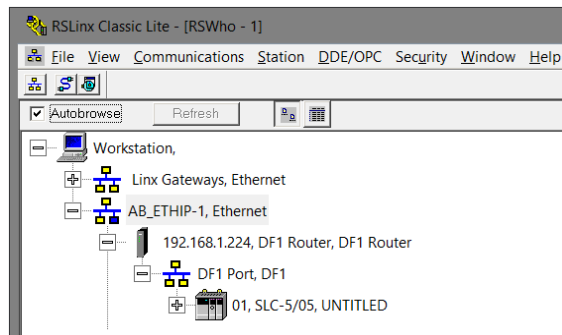 RSLinx Classic Lite - [RSWho - 1]
File View Communications Station DDE/OPC Security Window Help
Autobrowse Refresh
Workstation,
Linx Gateways, Ethernet
AB_ETHIP-1, Ethernet
192.168.1.224, DF1 Router, DF1 Router
DF1 Port, DF1
01, SLC-5/05, UNTITLED